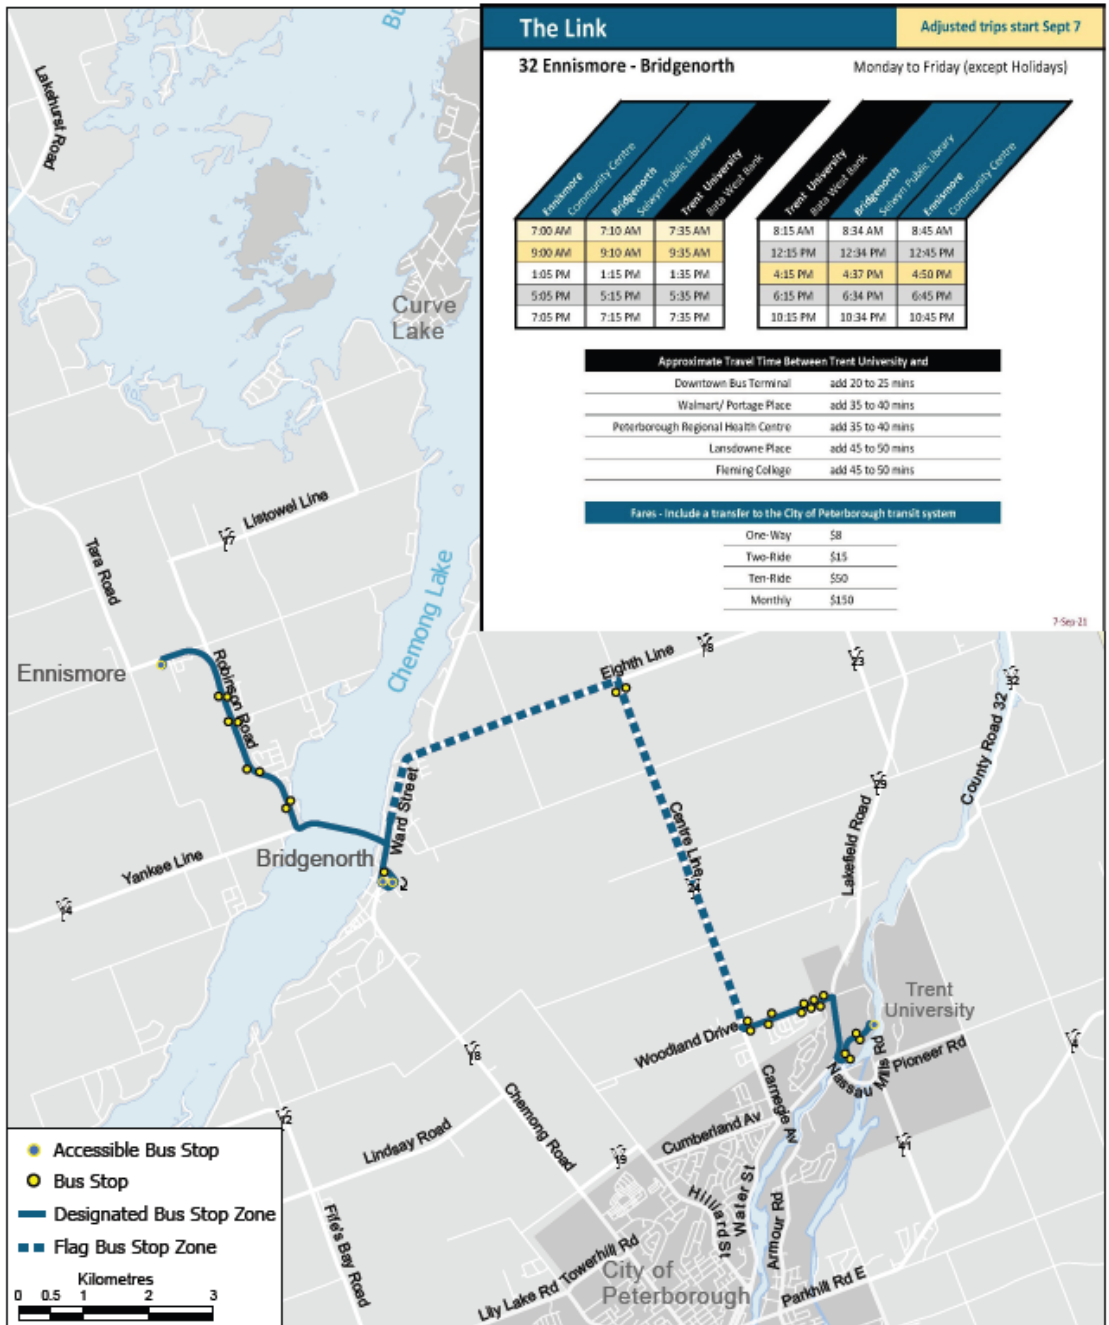 Bu
The Link
Adjusted trips start Sept 7
32 Ennismore - Bridgenorth
Monday to Friday (except Holidays)
Ennismore
Community Centre
Bridgenorth
Selwyn Public Library
Trent University
Bata West Bank
Trent University
Bata West Bank
Bridgenorth
Selwyn Public Library
Ennismore
Community Centre
7:00 AM 7:10 AM 7:35 AM
9:00 AM 9:10 AM 9:35 AM
1:05 PM 1:15 PM 1:35 PM
5:05 PM 5:15 PM 5:35 PM
7:05 PM 7:15 PM 7:35 PM
8:15 AM 8:34 AM 8:45 AM
12:15 PM 12:34 PM 12:45 PM
4:15 PM 4:37 PM 4:50 PM
6:15 PM 6:34 PM 6:45 PM
10:15 PM 10:34 PM 10:45 PM
Approximate Travel Time Between Trent University and
Downtown Bus Terminal add 20 to 25 mins
Walmart/ Portage Place add 35 to 40 mins
Peterborough Regional Health Centre add 35 to 40 mins
Lansdowne Place add 45 to 50 mins
Fleming College add 45 to 50 mins
Fares - Include a transfer to the City of Peterborough transit system
One-Way $8
Two-Ride $15
Ten-Ride $50
Monthly $150
7-Sep-21
Lakehurst Road
Curve
Lake
Listowel Line
17
Tara Road
Chemong Lake
Ennismore
Robinson Road
Eighth Line
18
23
32
County Road 32
Ward Street
Centre Line
29
Lakefield Road
Bridgenorth
Yankee Line
14
2
Trent
University
Woodland Drive
Nassau Mills Rd
Pioneer Rd
4
18
Chemong Road
Carnegie Av
Cumberland Av
12
Lindsay Road
19
41
Hilliard St
Water St
Armour Rd
Fife's Bay Road
Lily Lake Rd
Towerhill Rd
City of
Peterborough
Parkhill Rd E
Accessible Bus Stop
Bus Stop
Designated Bus Stop Zone
Flag Bus Stop Zone
Kilometres
0 0.5 1 2 3